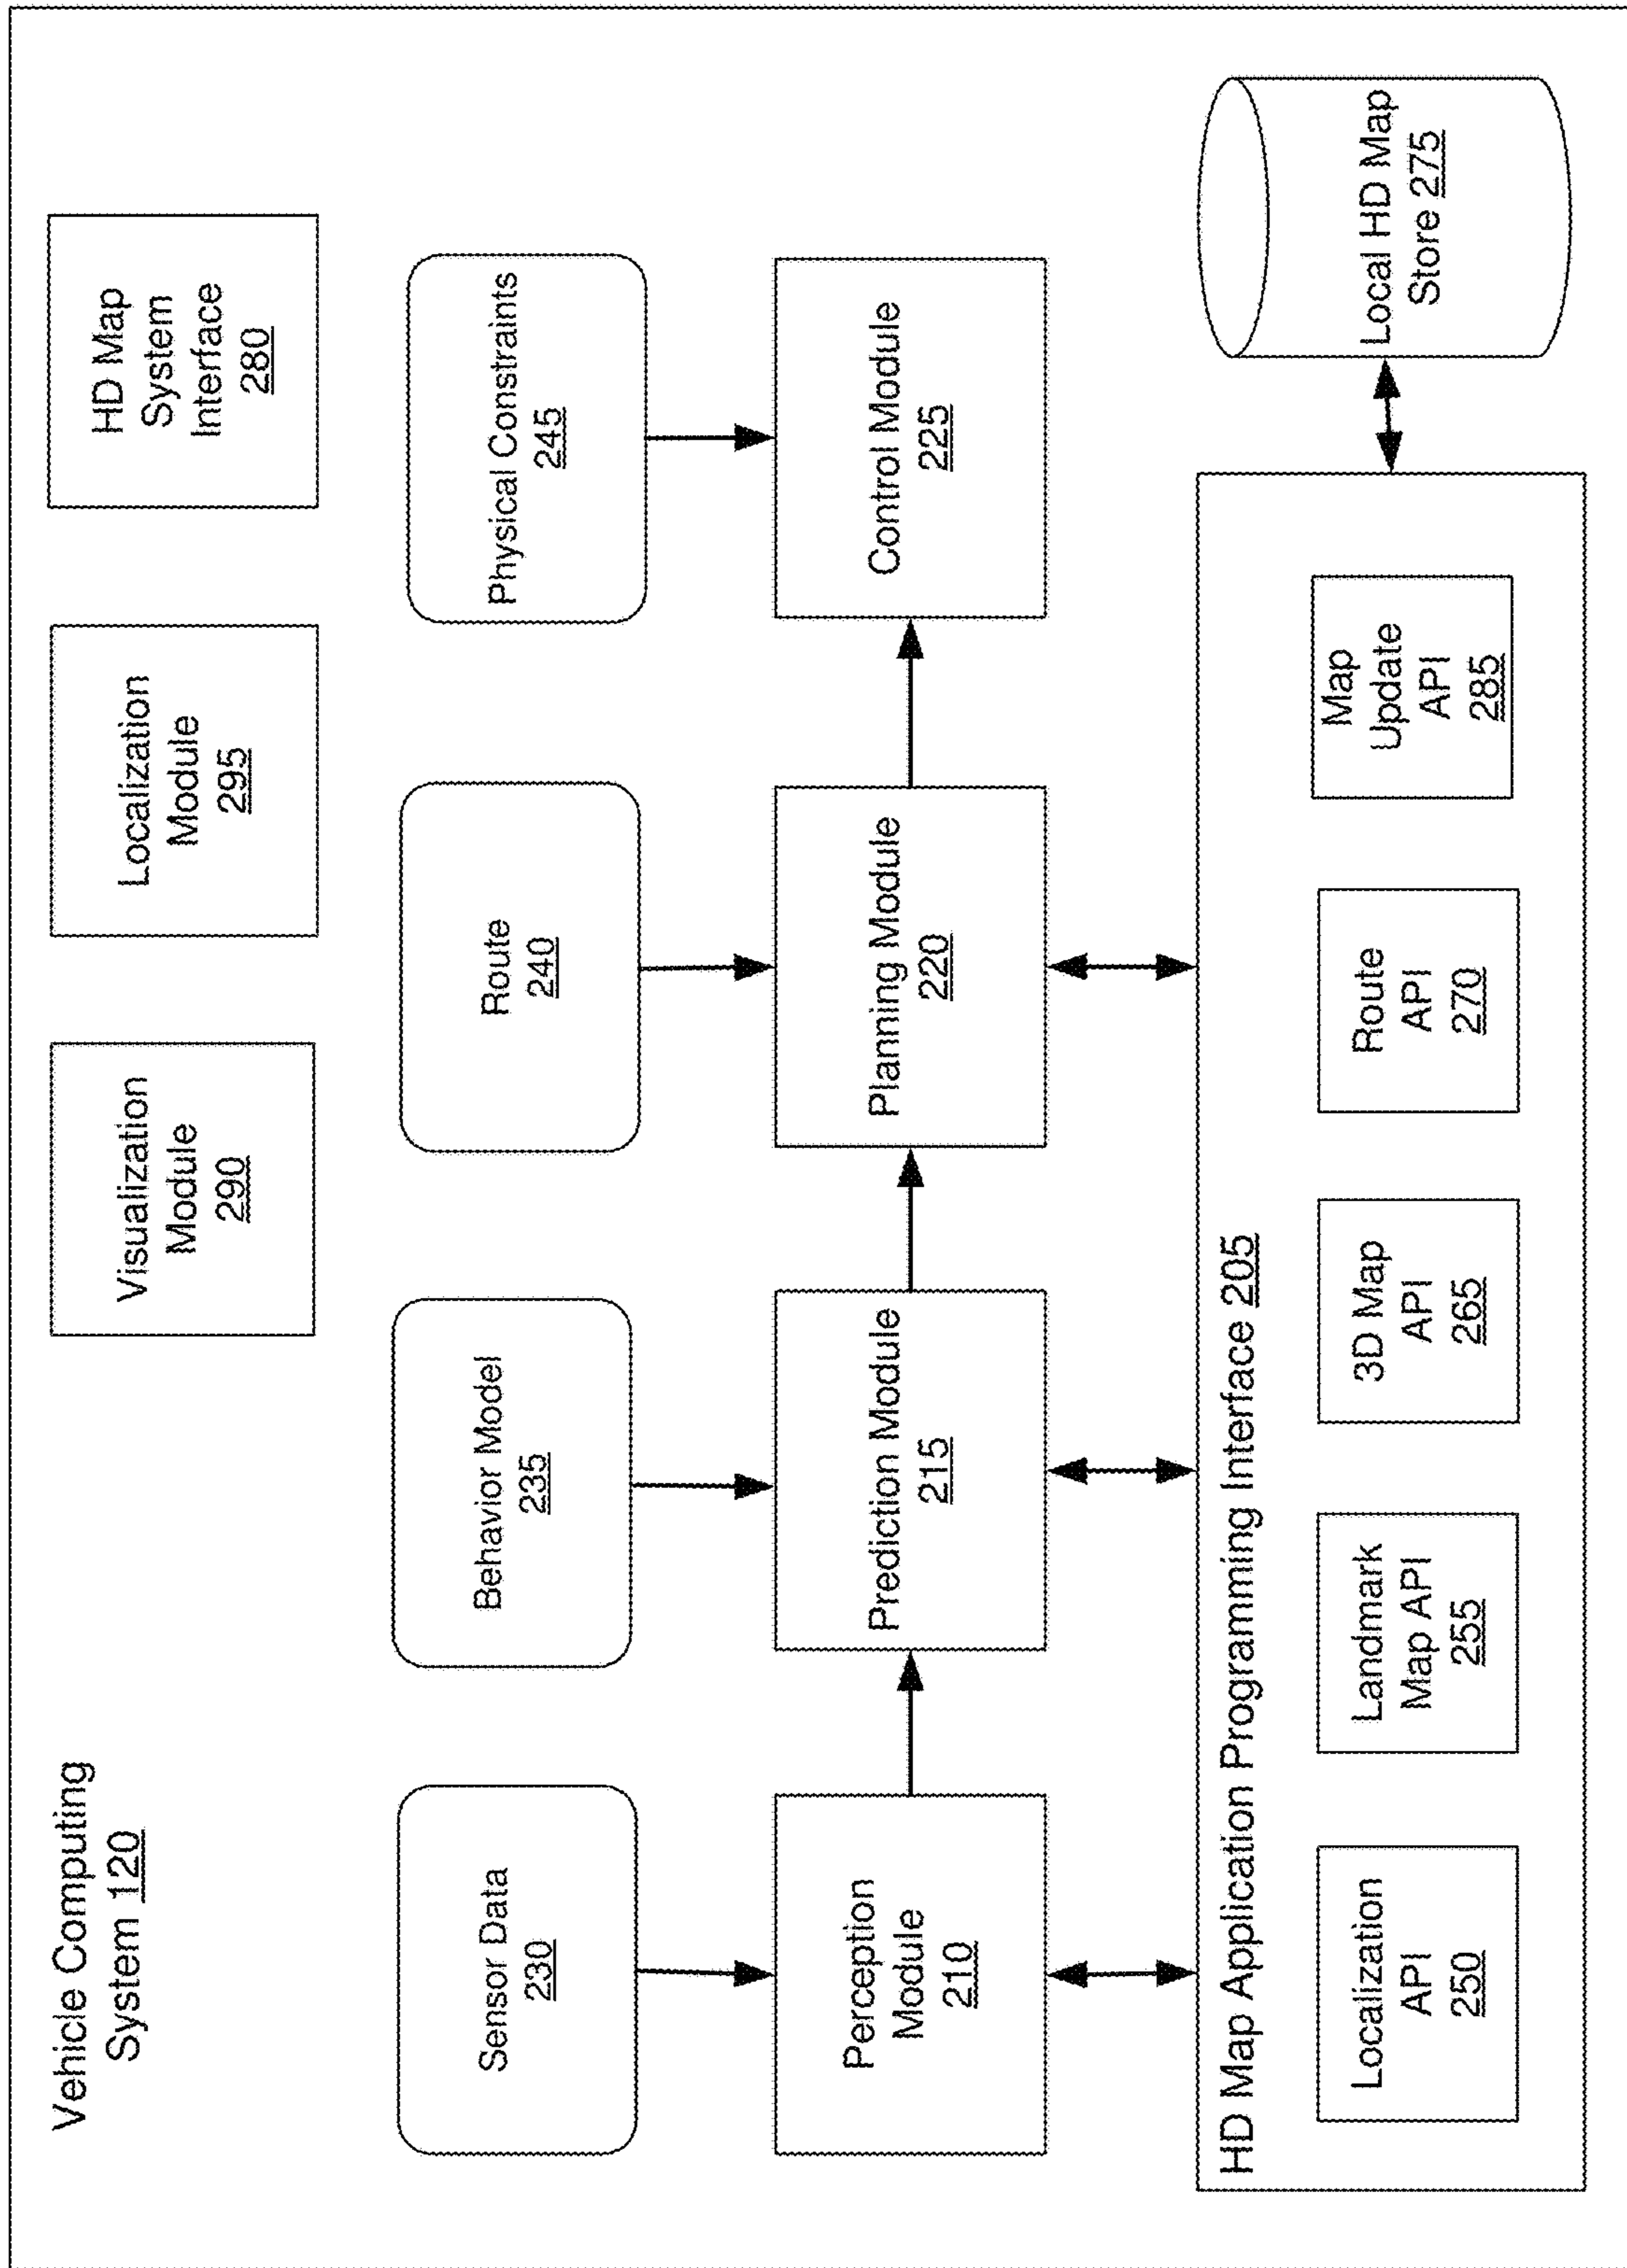 Vehicle Computing
System 120
Visualization
Module
290
Localization
Module
295
HD Map
System
Interface
280
Sensor Data
230
Behavior Model
235
Route
240
Physical Constraints
245
Perception
Module
210
Prediction Module
215
Planning Module
220
Control Module
225
HD Map Application Programming Interface 205
Localization
API
250
Landmark
Map API
255
3D Map
API
265
Route
API
270
Map
Update
API
285
Local HD Map
Store 275